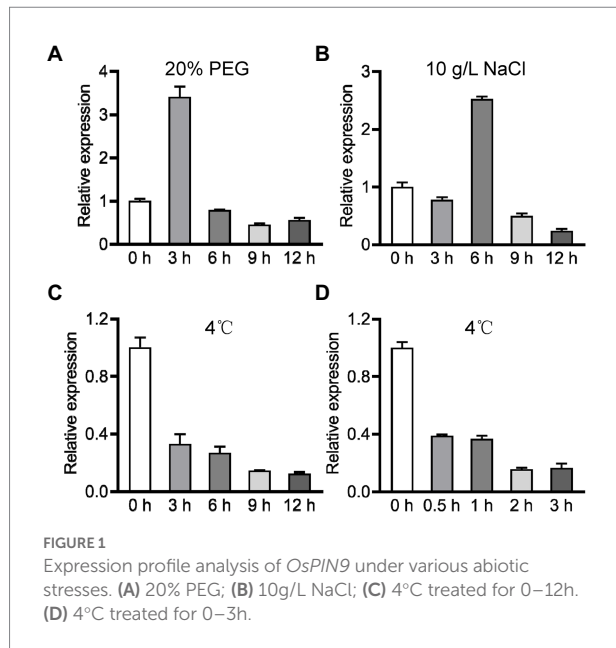 A
20% PEG
Relative expression
4
3
2
1
0
0 h 3 h 6 h 9 h 12 h
B
10 g/L NaCl
Relative expression
3
2
1
0
0 h 3 h 6 h 9 h 12 h
C
4℃
Relative expression
1.2
0.8
0.4
0.0
0 h 3 h 6 h 9 h 12 h
D
4℃
Relative expression
1.2
0.8
0.4
0.0
0 h 0.5 h 1 h 2 h 3 h
FIGURE 1
Expression profile analysis of OsPIN9 under various abiotic
stresses. (A) 20% PEG; (B) 10g/L NaCl; (C) 4°C treated for 0–12h.
(D) 4°C treated for 0–3h.